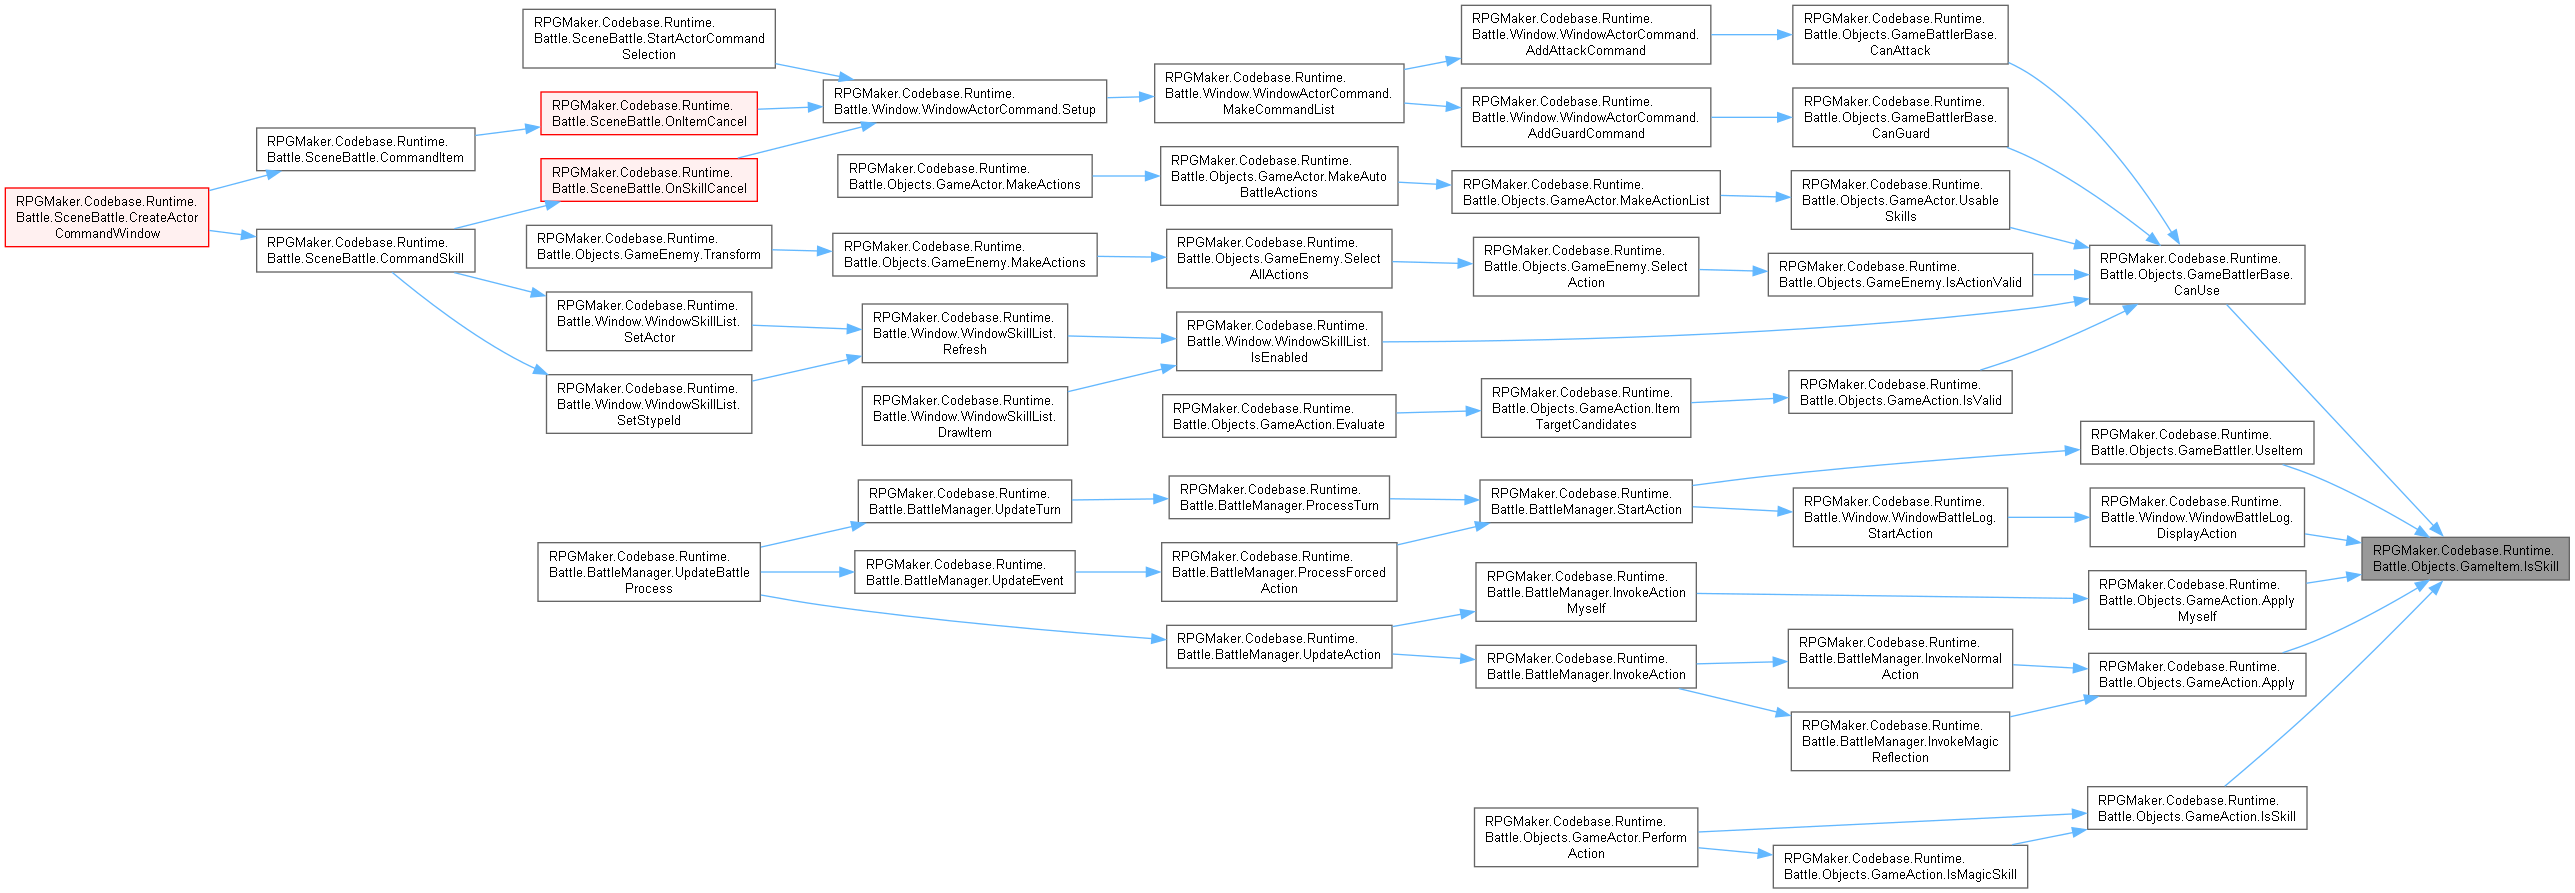 RPGMaker.Codebase.Runtime.
Battle.SceneBattle.CreateActor
CommandWindow
RPGMaker.Codebase.Runtime.
Battle.SceneBattle.CommandItem
RPGMaker.Codebase.Runtime.
Battle.SceneBattle.CommandSkill
RPGMaker.Codebase.Runtime.
Battle.SceneBattle.StartActorCommand
Selection
RPGMaker.Codebase.Runtime.
Battle.SceneBattle.OnItemCancel
RPGMaker.Codebase.Runtime.
Battle.SceneBattle.OnSkillCancel
RPGMaker.Codebase.Runtime.
Battle.Objects.GameEnemy.Transform
RPGMaker.Codebase.Runtime.
Battle.Window.WindowSkillList.
SetActor
RPGMaker.Codebase.Runtime.
Battle.Window.WindowSkillList.
SetStypeId
RPGMaker.Codebase.Runtime.
Battle.BattleManager.UpdateBattle
Process
RPGMaker.Codebase.Runtime.
Battle.Window.WindowActorCommand.Setup
RPGMaker.Codebase.Runtime.
Battle.Objects.GameActor.MakeActions
RPGMaker.Codebase.Runtime.
Battle.Objects.GameEnemy.MakeActions
RPGMaker.Codebase.Runtime.
Battle.Window.WindowSkillList.
Refresh
RPGMaker.Codebase.Runtime.
Battle.Window.WindowSkillList.
DrawItem
RPGMaker.Codebase.Runtime.
Battle.BattleManager.UpdateTurn
RPGMaker.Codebase.Runtime.
Battle.BattleManager.UpdateEvent
RPGMaker.Codebase.Runtime.
Battle.Window.WindowActorCommand.
MakeCommandList
RPGMaker.Codebase.Runtime.
Battle.Objects.GameActor.MakeAuto
BattleActions
RPGMaker.Codebase.Runtime.
Battle.Objects.GameEnemy.Select
AllActions
RPGMaker.Codebase.Runtime.
Battle.Window.WindowSkillList.
IsEnabled
RPGMaker.Codebase.Runtime.
Battle.Objects.GameAction.Evaluate
RPGMaker.Codebase.Runtime.
Battle.BattleManager.ProcessTurn
RPGMaker.Codebase.Runtime.
Battle.BattleManager.ProcessForced
Action
RPGMaker.Codebase.Runtime.
Battle.BattleManager.UpdateAction
RPGMaker.Codebase.Runtime.
Battle.Window.WindowActorCommand.
AddAttackCommand
RPGMaker.Codebase.Runtime.
Battle.Window.WindowActorCommand.
AddGuardCommand
RPGMaker.Codebase.Runtime.
Battle.Objects.GameActor.MakeActionList
RPGMaker.Codebase.Runtime.
Battle.Objects.GameEnemy.Select
Action
RPGMaker.Codebase.Runtime.
Battle.Objects.GameAction.Item
TargetCandidates
RPGMaker.Codebase.Runtime.
Battle.BattleManager.StartAction
RPGMaker.Codebase.Runtime.
Battle.BattleManager.InvokeAction
Myself
RPGMaker.Codebase.Runtime.
Battle.BattleManager.InvokeAction
RPGMaker.Codebase.Runtime.
Battle.Objects.GameActor.Perform
Action
RPGMaker.Codebase.Runtime.
Battle.Objects.GameBattlerBase.
CanAttack
RPGMaker.Codebase.Runtime.
Battle.Objects.GameBattlerBase.
CanGuard
RPGMaker.Codebase.Runtime.
Battle.Objects.GameActor.Usable
Skills
RPGMaker.Codebase.Runtime.
Battle.Objects.GameEnemy.IsActionValid
RPGMaker.Codebase.Runtime.
Battle.Objects.GameAction.IsValid
RPGMaker.Codebase.Runtime.
Battle.Window.WindowBattleLog.
StartAction
RPGMaker.Codebase.Runtime.
Battle.BattleManager.InvokeNormal
Action
RPGMaker.Codebase.Runtime.
Battle.BattleManager.InvokeMagic
Reflection
RPGMaker.Codebase.Runtime.
Battle.Objects.GameAction.IsMagicSkill
RPGMaker.Codebase.Runtime.
Battle.Objects.GameBattlerBase.
CanUse
RPGMaker.Codebase.Runtime.
Battle.Objects.GameBattler.UseItem
RPGMaker.Codebase.Runtime.
Battle.Window.WindowBattleLog.
DisplayAction
RPGMaker.Codebase.Runtime.
Battle.Objects.GameAction.Apply
Myself
RPGMaker.Codebase.Runtime.
Battle.Objects.GameAction.Apply
RPGMaker.Codebase.Runtime.
Battle.Objects.GameAction.IsSkill
RPGMaker.Codebase.Runtime.
Battle.Objects.GameItem.IsSkill